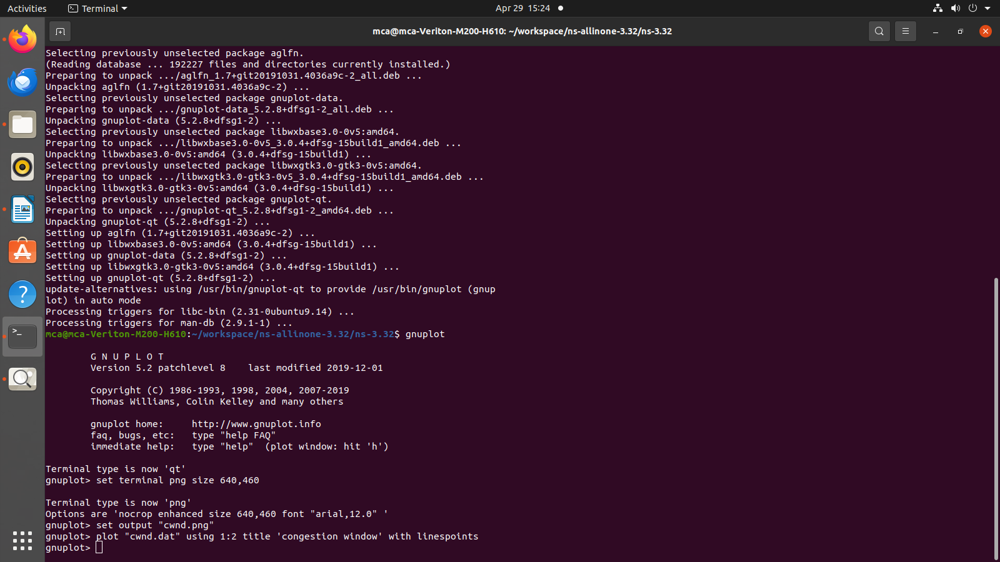 Activities
Terminal
Apr 29 15:24
mca@mca-Veriton-M200-H610: ~/workspace/ns-allinone-3.32/ns-3.32
Selecting previously unselected package aglfn.
(Reading database ... 192227 files and directories currently installed.)
Preparing to unpack .../aglfn_1.7+git20191031.4036a9c-2_all.deb ...
Unpacking aglfn (1.7+git20191031.4036a9c-2) ...
Selecting previously unselected package gnuplot-data.
Preparing to unpack .../gnuplot-data_5.2.8+dfsg1-2_all.deb ...
Unpacking gnuplot-data (5.2.8+dfsg1-2) ...
Selecting previously unselected package libwxbase3.0-0v5:amd64.
Preparing to unpack .../libwxbase3.0-0v5_3.0.4+dfsg-15build1_amd64.deb ...
Unpacking libwxbase3.0-0v5:amd64 (3.0.4+dfsg-15build1) ...
Selecting previously unselected package libwxgtk3.0-gtk3-0v5:amd64.
Preparing to unpack .../libwxgtk3.0-gtk3-0v5_3.0.4+dfsg-15build1_amd64.deb ...
Unpacking libwxgtk3.0-gtk3-0v5:amd64 (3.0.4+dfsg-15build1) ...
Selecting previously unselected package gnuplot-qt.
Preparing to unpack .../gnuplot-qt_5.2.8+dfsg1-2_amd64.deb ...
Unpacking gnuplot-qt (5.2.8+dfsg1-2) ...
Setting up aglfn (1.7+git20191031.4036a9c-2) ...
Setting up libwxbase3.0-0v5:amd64 (3.0.4+dfsg-15build1) ...
Setting up gnuplot-data (5.2.8+dfsg1-2) ...
Setting up libwxgtk3.0-gtk3-0v5:amd64 (3.0.4+dfsg-15build1) ...
Setting up gnuplot-qt (5.2.8+dfsg1-2) ...
update-alternatives: using /usr/bin/gnuplot-qt to provide /usr/bin/gnuplot (gnup
lot) in auto mode
Processing triggers for libc-bin (2.31-0ubuntu9.14) ...
Processing triggers for man-db (2.9.1-1) ...
mca@mca-Veriton-M200-H610:~/workspace/ns-allinone-3.32/ns-3.32$ gnuplot
G N U P L O T
Version 5.2 patchlevel 8    last modified 2019-12-01
Copyright (C) 1986-1993, 1998, 2004, 2007-2019
Thomas Williams, Colin Kelley and many others
gnuplot home:     http://www.gnuplot.info
faq, bugs, etc:   type "help FAQ"
immediate help:   type "help"  (plot window: hit 'h')
Terminal type is now 'qt'
gnuplot> set terminal png size 640,460
Terminal type is now 'png'
Options are 'nocrop enhanced size 640,460 font "arial,12.0" '
gnuplot> set output "cwnd.png"
gnuplot> plot "cwnd.dat" using 1:2 title 'congestion window' with linespoints
gnuplot>